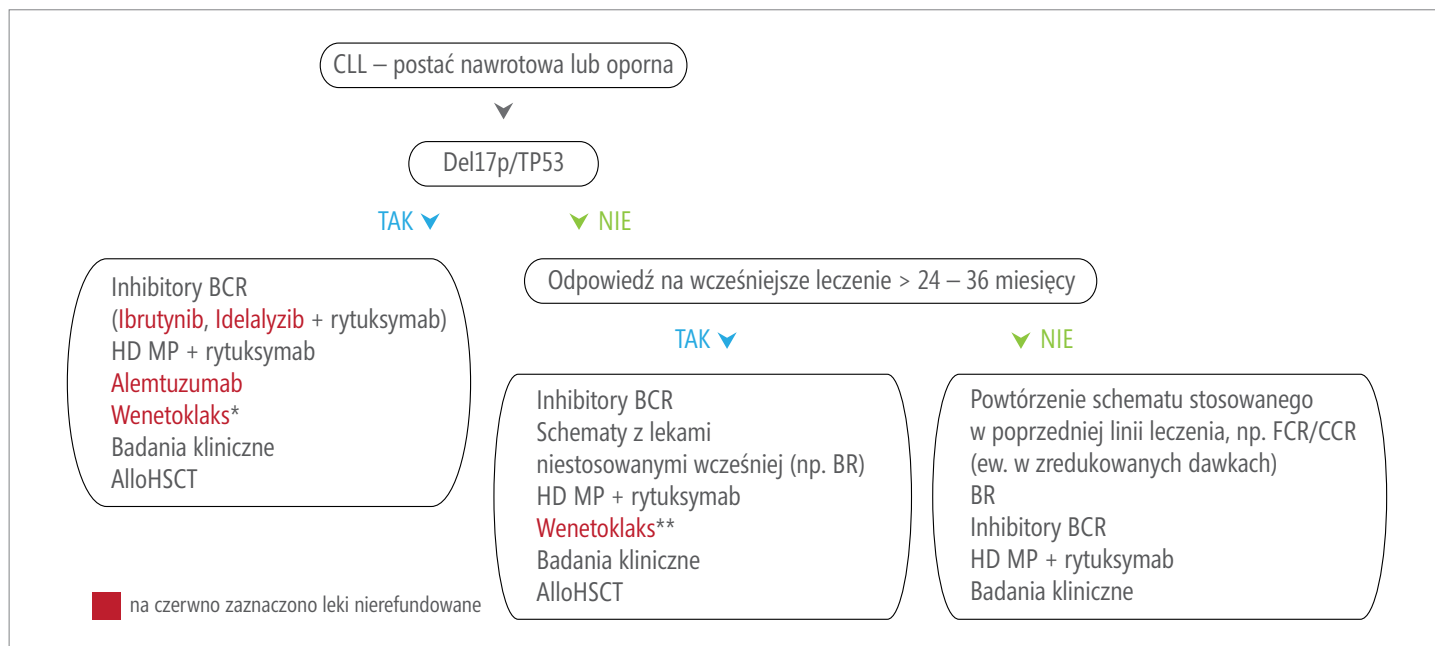 CLL – postać nawrotowa lub oporna
Del17p/TP53
TAK
NIE
Inhibitory BCR
(Ibrutynib, Idelalyzib + rytuksymab)
HD MP + rytuksymab
Alemtuzumab
Wenetoklaks*
Badania kliniczne
AlloHSCT
Odpowiedź na wcześniejsze leczenie > 24 – 36 miesięcy
TAK
NIE
Inhibitory BCR
Schematy z lekami
niestosowanymi wcześniej (np. BR)
HD MP + rytuksymab
Wenetoklaks**
Badania kliniczne
AlloHSCT
Powtórzenie schematu stosowanego
w poprzedniej linii leczenia, np. FCR/CCR
(ew. w zredukowanych dawkach)
BR
Inhibitory BCR
HD MP + rytuksymab
Badania kliniczne
na czerwno zaznaczono leki nierefundowane